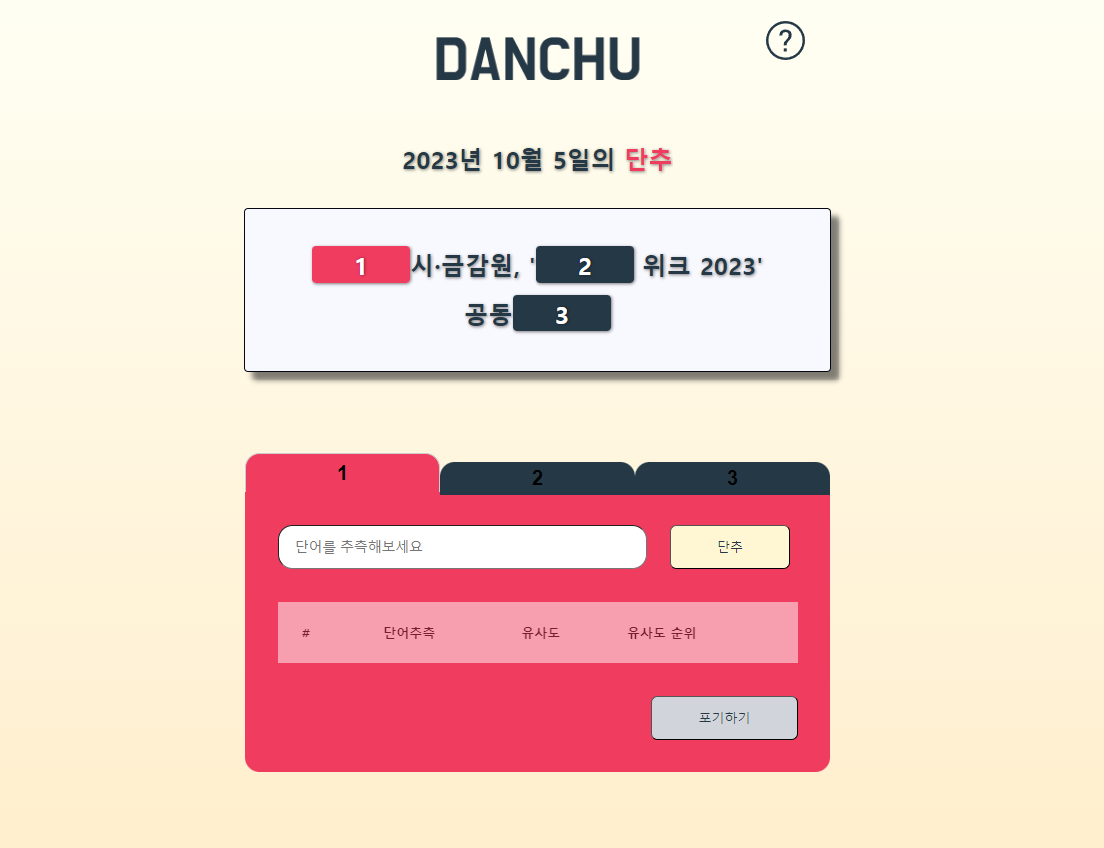 DANCHU
?
2023년 10월 5일의 단추
1 시·금감원, '2 위크 2023'
공동 3
1 2 3
단어를 추측해보세요 단추
# 단어추측 유사도 유사도 순위
포기하기